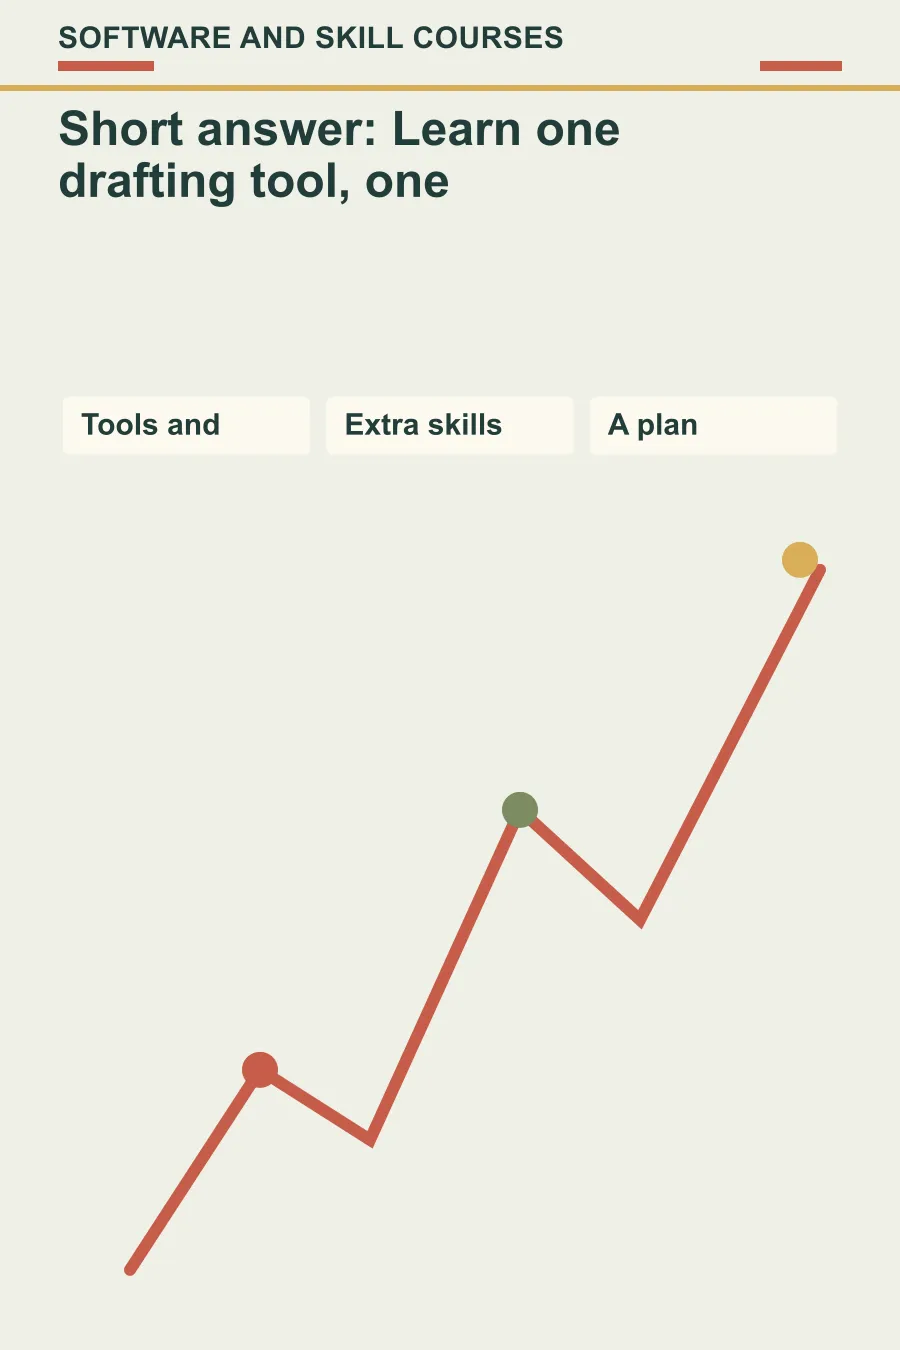 SOFTWARE AND SKILL COURSES
Short answer: Learn one
drafting tool, one
Tools and
Extra skills
A plan